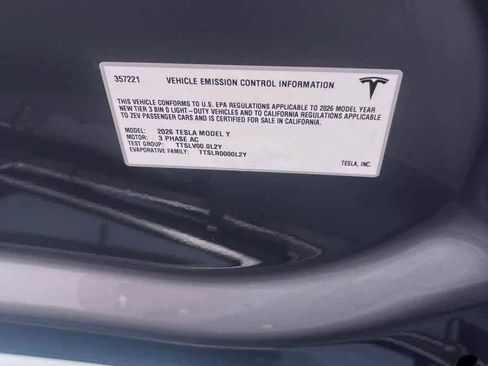 357221 VEHICLE EMISSION CONTROL INFORMATION
THIS VEHICLE CONFORMS TO U.S. EPA REGULATIONS APPLICABLE TO 2026 MODEL YEAR
NEW TIER 3 BIN 0 LIGHT-DUTY VEHICLES AND TO CALIFORNIA REGULATIONS APPLICABLE
TO ZEV PASSENGER CARS AND IS CERTIFIED FOR SALE IN CALIFORNIA.
MODEL: 2026 TESLA MODEL Y
MOTOR: 3 PHASE AC
TEST GROUP: TTSLV00.0L2Y
EVAPORATIVE FAMILY: TTSLR0000L2Y
TESLA, INC.